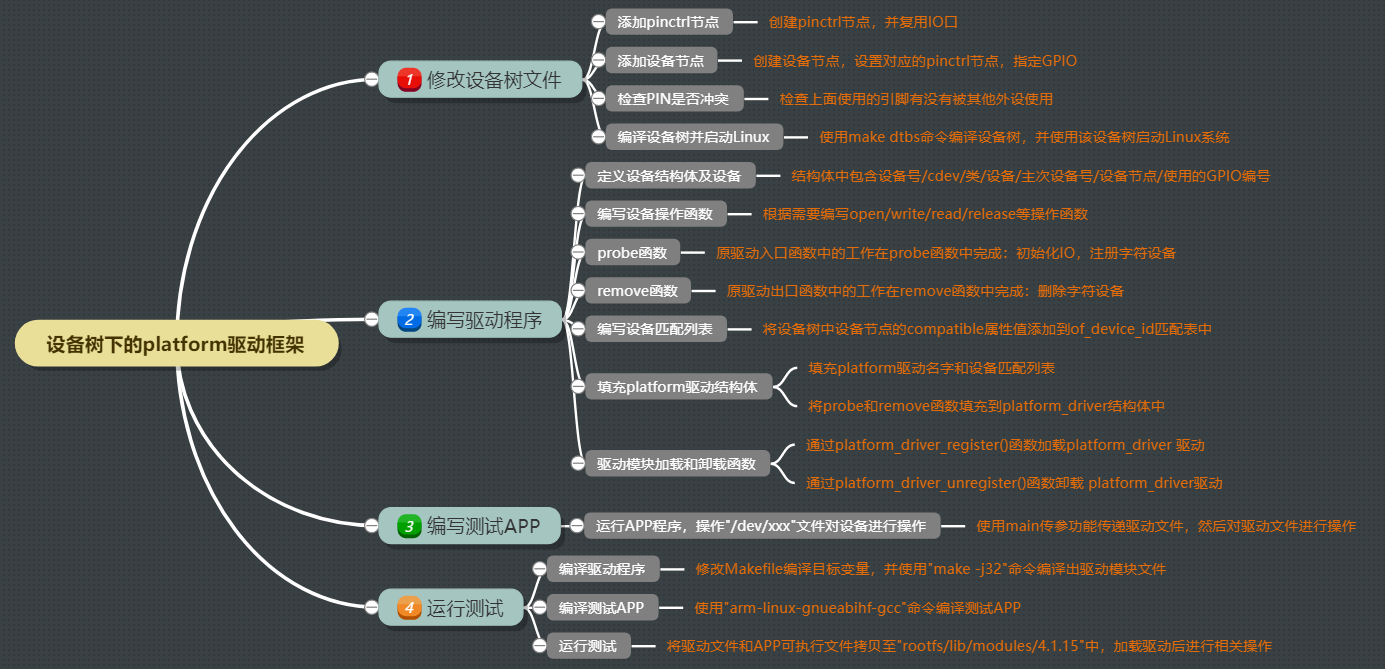 设备树下的platform驱动框架
1 修改设备树文件
添加pinctrl节点
创建pinctrl节点，并复用IO口
添加设备节点
创建设备节点，设置对应的pinctrl节点，指定GPIO
检查PIN是否冲突
检查上面使用的引脚有没有被其他外设使用
编译设备树并启动Linux
使用make dtbs命令编译设备树，并使用该设备树启动Linux系统
2 编写驱动程序
定义设备结构体及设备
结构体中包含设备号/cdev/类/设备/主次设备号/设备节点/使用的GPIO编号
编写设备操作函数
根据需要编写open/write/read/release等操作函数
probe函数
原驱动入口函数中的工作在probe函数中完成：初始化IO，注册字符设备
remove函数
原驱动出口函数中的工作在remove函数中完成：删除字符设备
编写设备匹配列表
将设备树中设备节点的compatible属性值添加到of_device_id匹配表中
填充platform驱动结构体
填充platform驱动名字和设备匹配列表
将probe和remove函数填充到platform_driver结构体中
驱动模块加载和卸载函数
通过platform_driver_register()函数加载platform_driver 驱动
通过platform_driver_unregister()函数卸载 platform_driver驱动
3 编写测试APP
运行APP程序，操作"/dev/xxx"文件对设备进行操作
使用main传参功能传递驱动文件，然后对驱动文件进行操作
4 运行测试
编译驱动程序
修改Makefile编译目标变量，并使用"make -j32"命令编译出驱动模块文件
编译测试APP
使用"arm-linux-gnueabihf-gcc"命令编译测试APP
运行测试
将驱动文件和APP可执行文件拷贝至"rootfs/lib/modules/4.1.15"中，加载驱动后进行相关操作